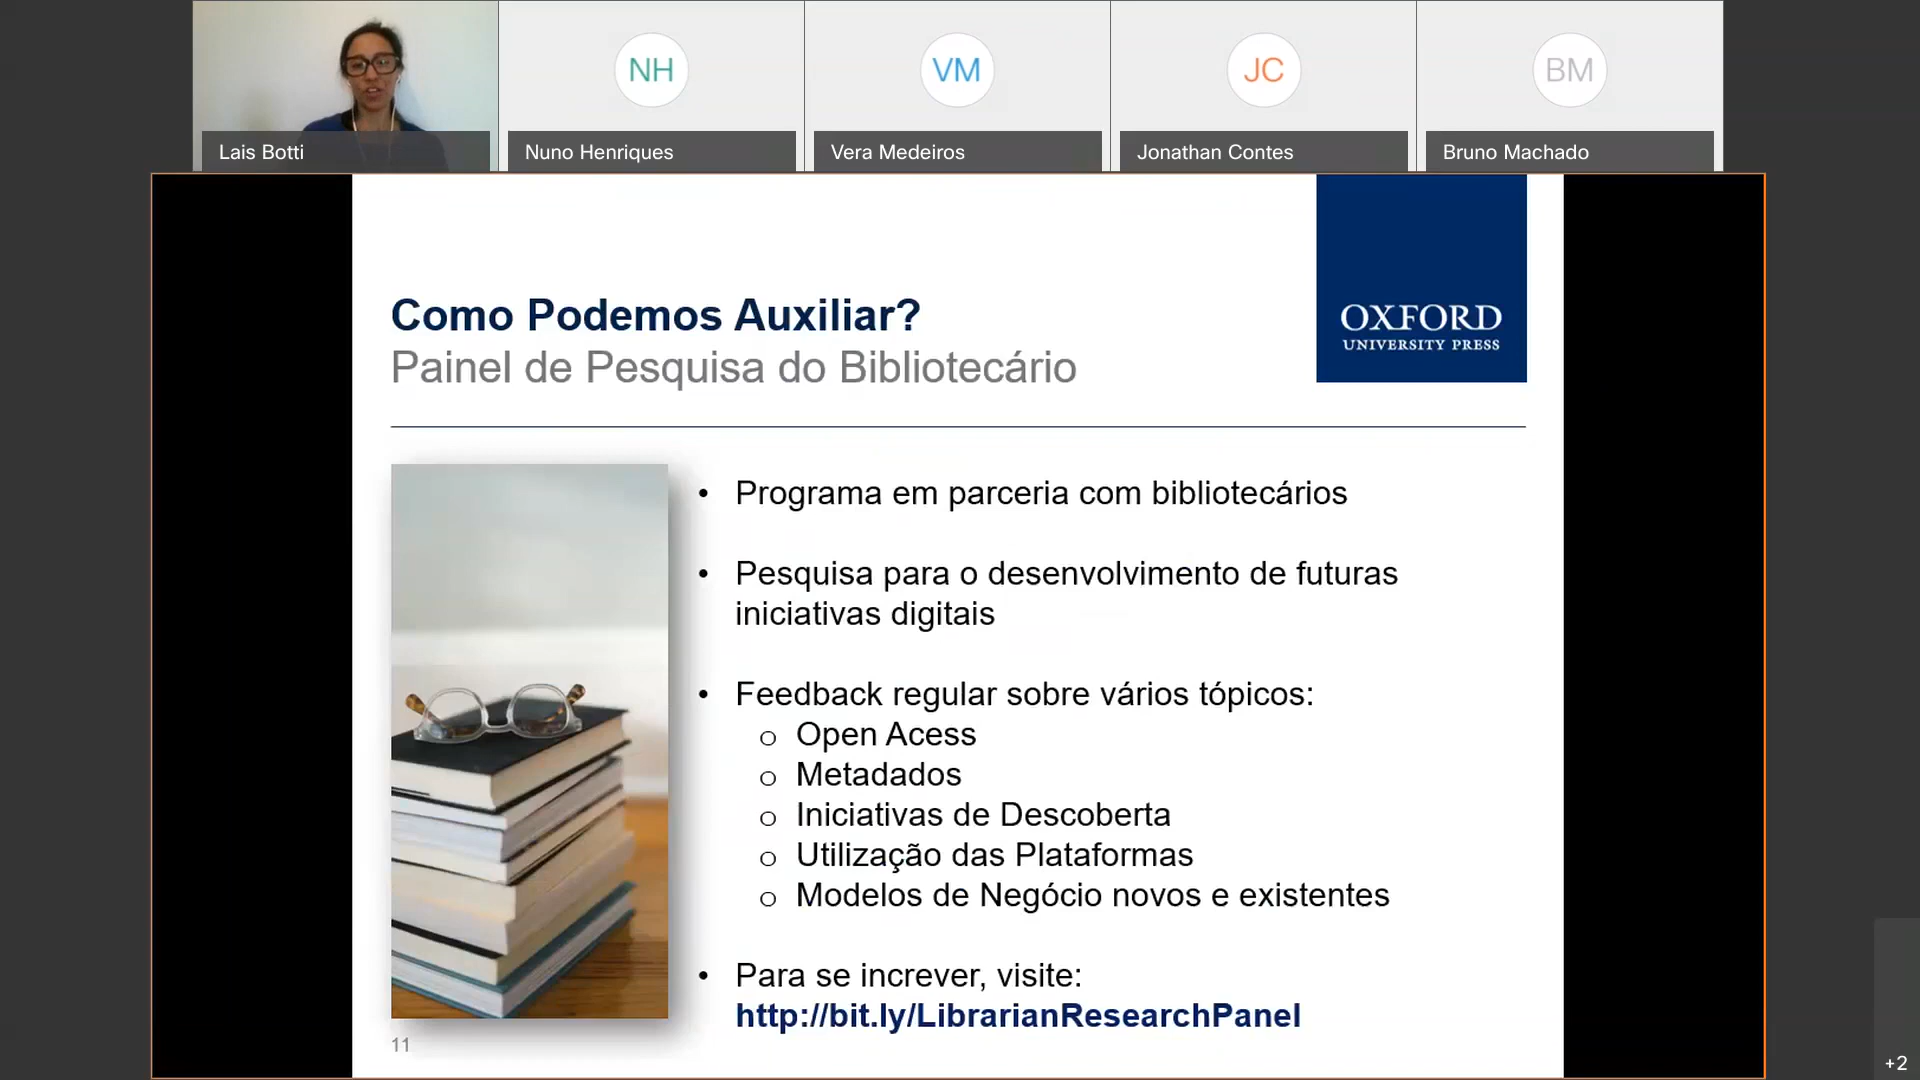 NH
VM
JC
BM
Lais Botti
Nuno Henriques
Vera Medeiros
Jonathan Contes
Bruno Machado
OXFORD
UNIVERSITY PRESS
Como Podemos Auxiliar?
Painel de Pesquisa do Bibliotecário
• Programa em parceria com bibliotecários
• Pesquisa para o desenvolvimento de futuras
iniciativas digitais
• Feedback regular sobre vários tópicos:
o Open Acess
o Metadados
o Iniciativas de Descoberta
o Utilização das Plataformas
o Modelos de Negócio novos e existentes
• Para se increver, visite:
http://bit.ly/LibrarianResearchPanel
11
+2